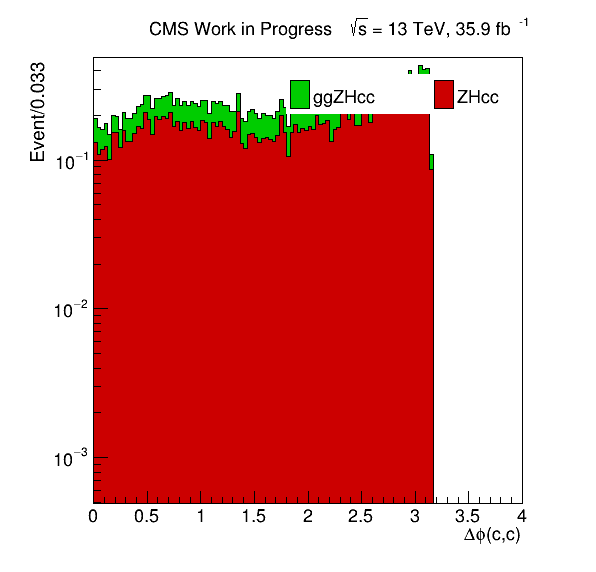 CMS Work in Progress √s = 13 TeV, 35.9 fb⁻¹
Event/0.033
ggZHcc ZHcc
10⁻¹
10⁻²
10⁻³
0 0.5 1 1.5 2 2.5 3 3.5 4
Δϕ(c,c)